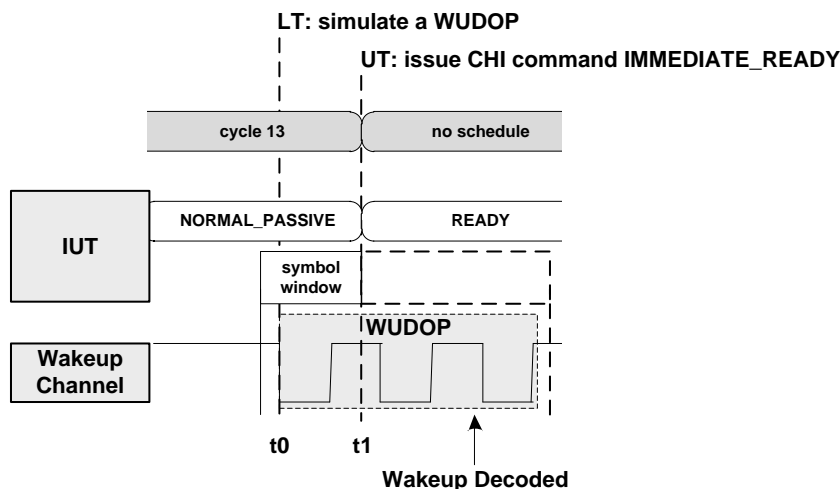 LT: simulate a WUDOP
UT: issue CHI command IMMEDIATE_READY
cycle 13
no schedule
IUT
NORMAL_PASSIVE
READY
symbol
window
WUDOP
Wakeup
Channel
t0
t1
Wakeup Decoded